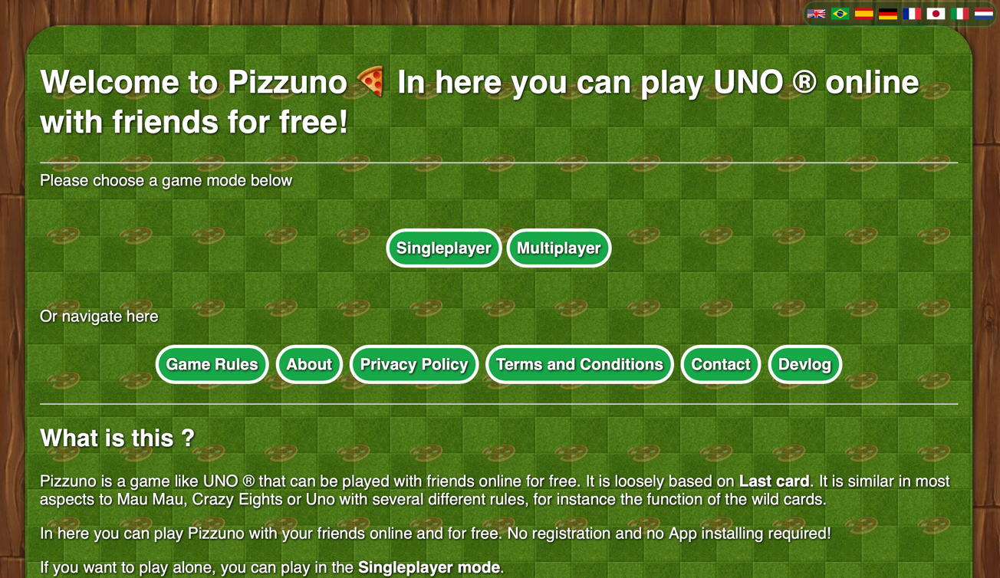 Welcome to Pizzuno 🍕 In here you can play UNO ® online
with friends for free!
Please choose a game mode below
Singleplayer
Multiplayer
Or navigate here
Game Rules
About
Privacy Policy
Terms and Conditions
Contact
Devlog
What is this ?
Pizzuno is a game like UNO ® that can be played with friends online for free. It is loosely based on Last card. It is similar in most
aspects to Mau Mau, Crazy Eights or Uno with several different rules, for instance the function of the wild cards.
In here you can play Pizzuno with your friends online and for free. No registration and no App installing required!
If you want to play alone, you can play in the Singleplayer mode.